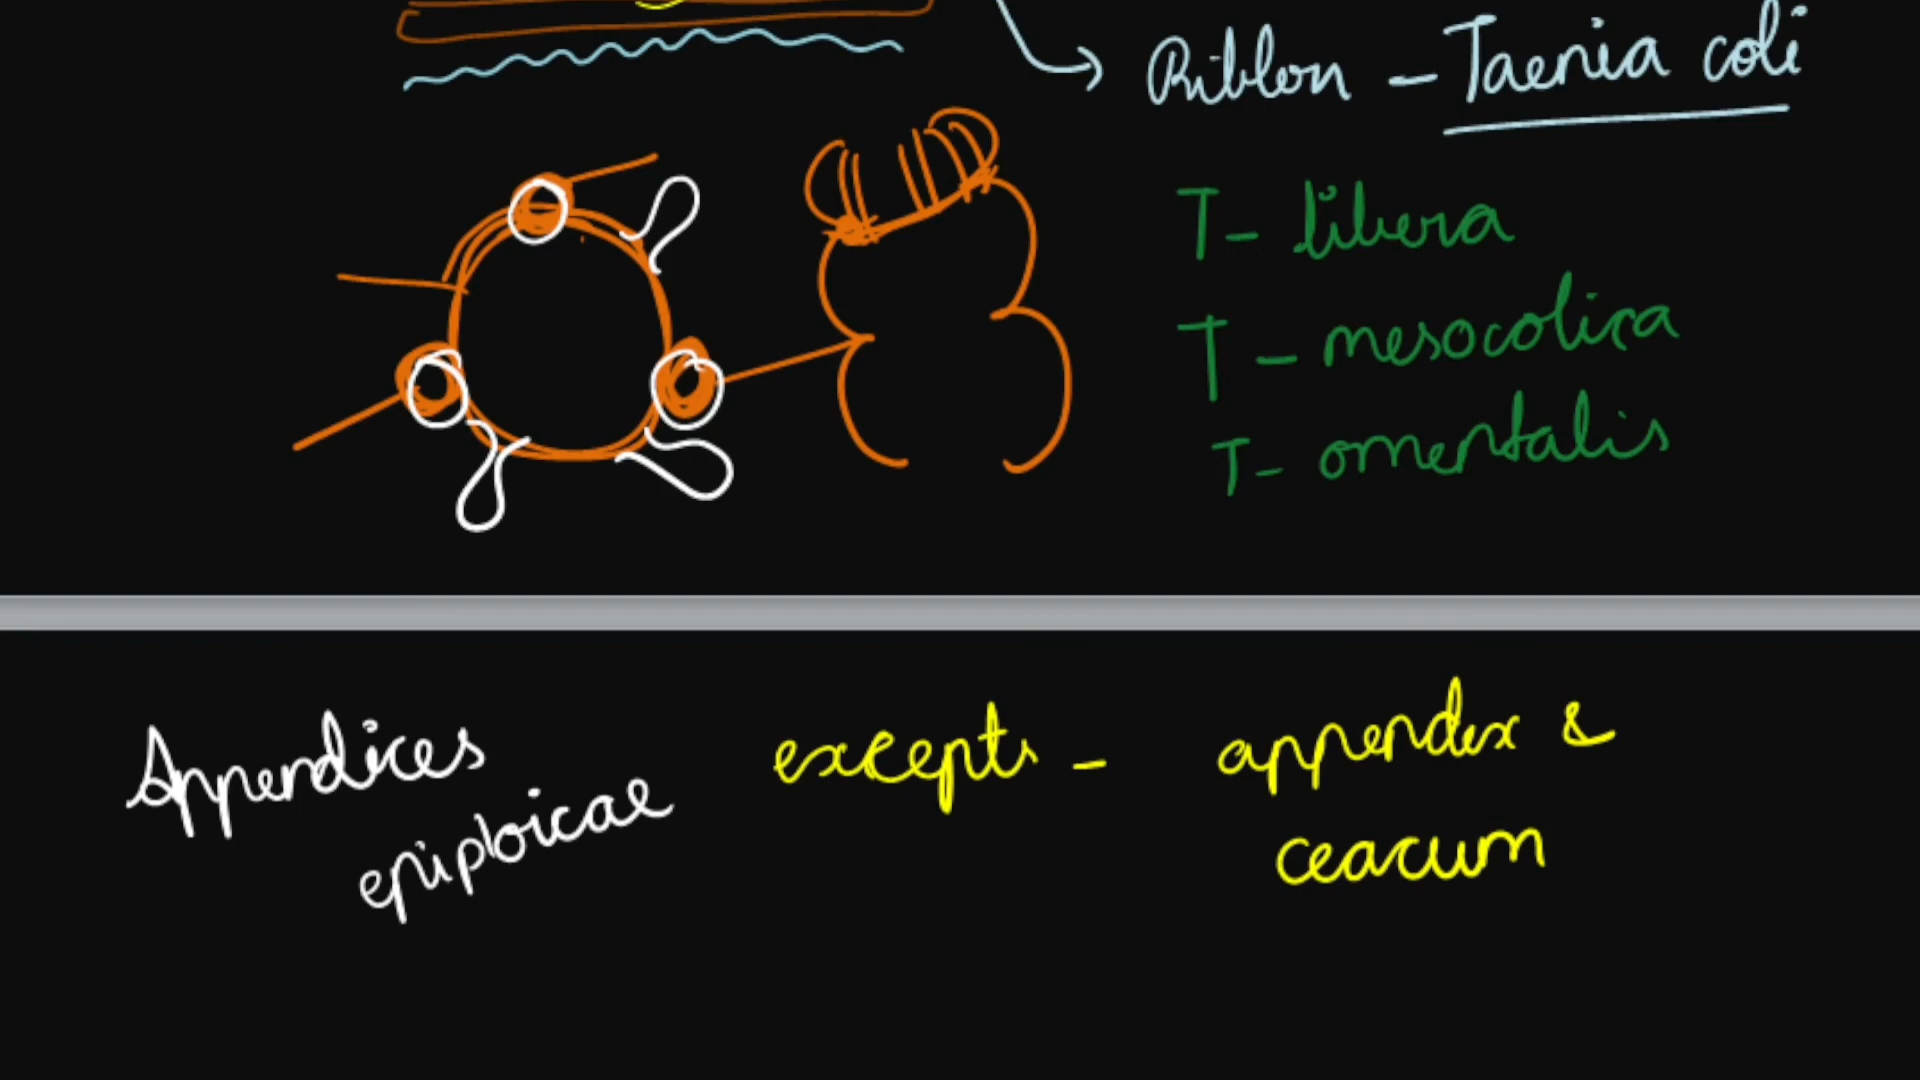 Ribbon - Taenia coli
T - libera
T - mesocolica
T - omentalis
Appendices
epiploicae
except - appendix &
ceacum